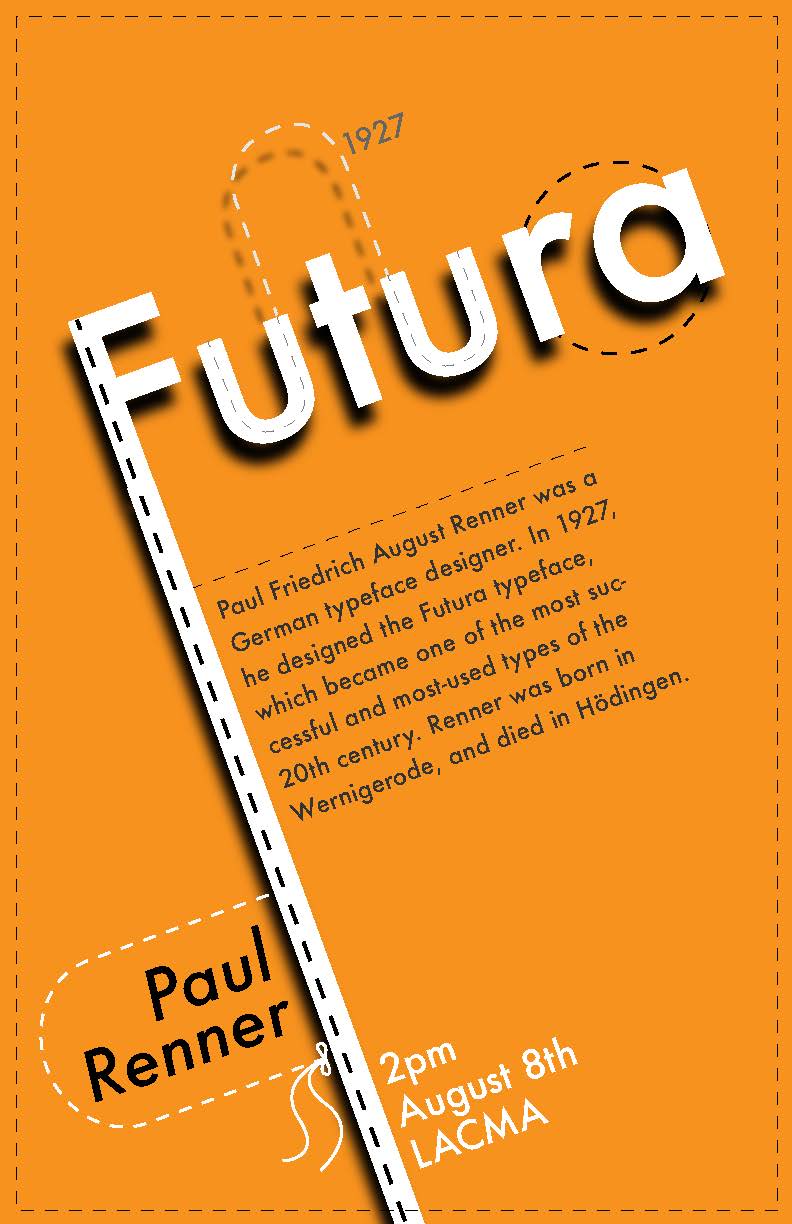 1927
Futura
Paul Friedrich August Renner was a
German typeface designer. In 1927,
he designed the Futura typeface,
which became one of the most suc-
cessful and most-used types of the
20th century. Renner was born in
Wernigerode, and died in Hödingen.
Paul
Renner
2pm
August 8th
LACMA